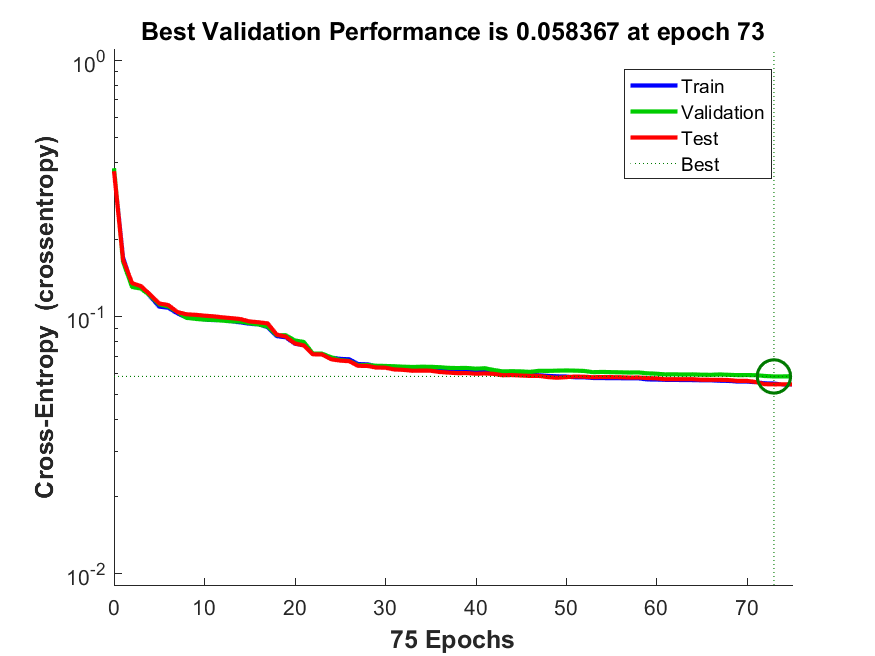 Best Validation Performance is 0.058367 at epoch 73
Cross-Entropy (crossentropy)
10^0
10^-1
10^-2
Train
Validation
Test
Best
0 10 20 30 40 50 60 70
75 Epochs